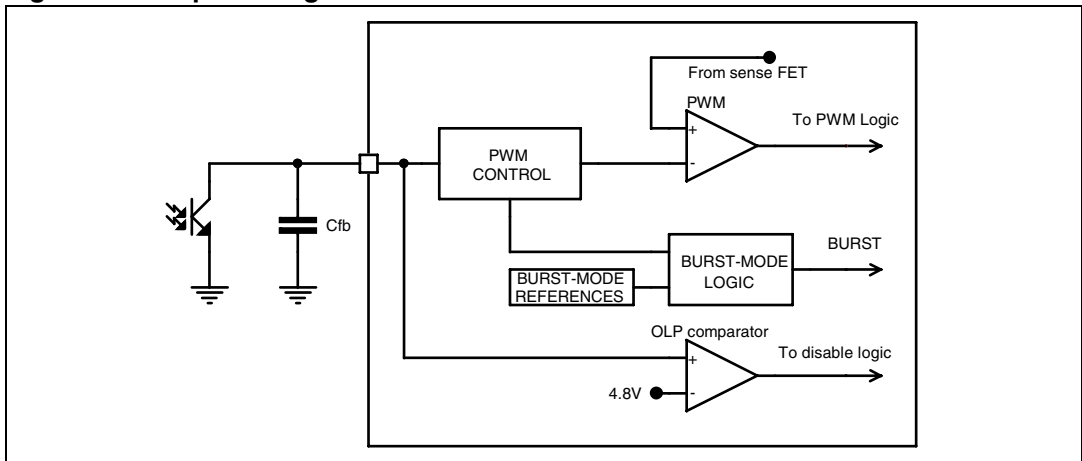 From sense FET
PWM
To PWM Logic
+
-
PWM
CONTROL
Cfb
BURST
BURST-MODE
LOGIC
BURST-MODE
REFERENCES
OLP comparator
To disable logic
+
4.8V
-